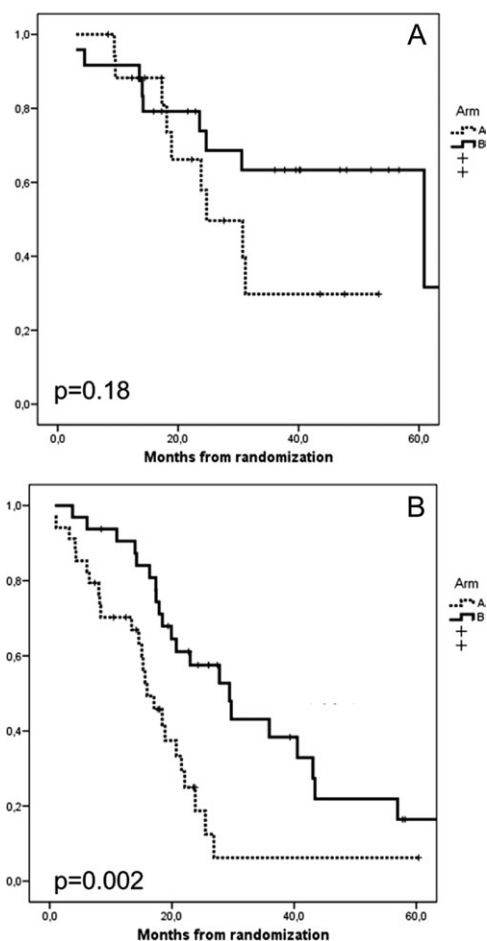 A
1,0
0,8
0,6
0,4
0,2
0,0
p=0.18
0,0 20,0 40,0 60,0
Months from randomization
Arm
A
B
B
1,0
0,8
0,6
0,4
0,2
0,0
p=0.002
0,0 20,0 40,0 60,0
Months from randomization
Arm
A
B